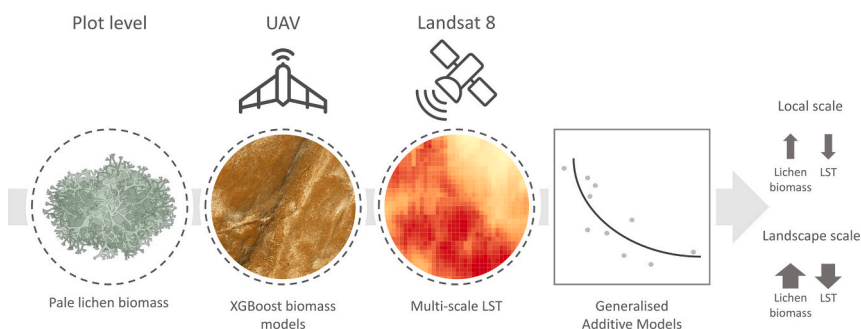 Plot level
UAV
Landsat 8
Pale lichen biomass
XGBoost biomass
models
Multi-scale LST
Generalised
Additive Models
Local scale
Lichen
biomass
LST
Landscape scale
Lichen
biomass
LST